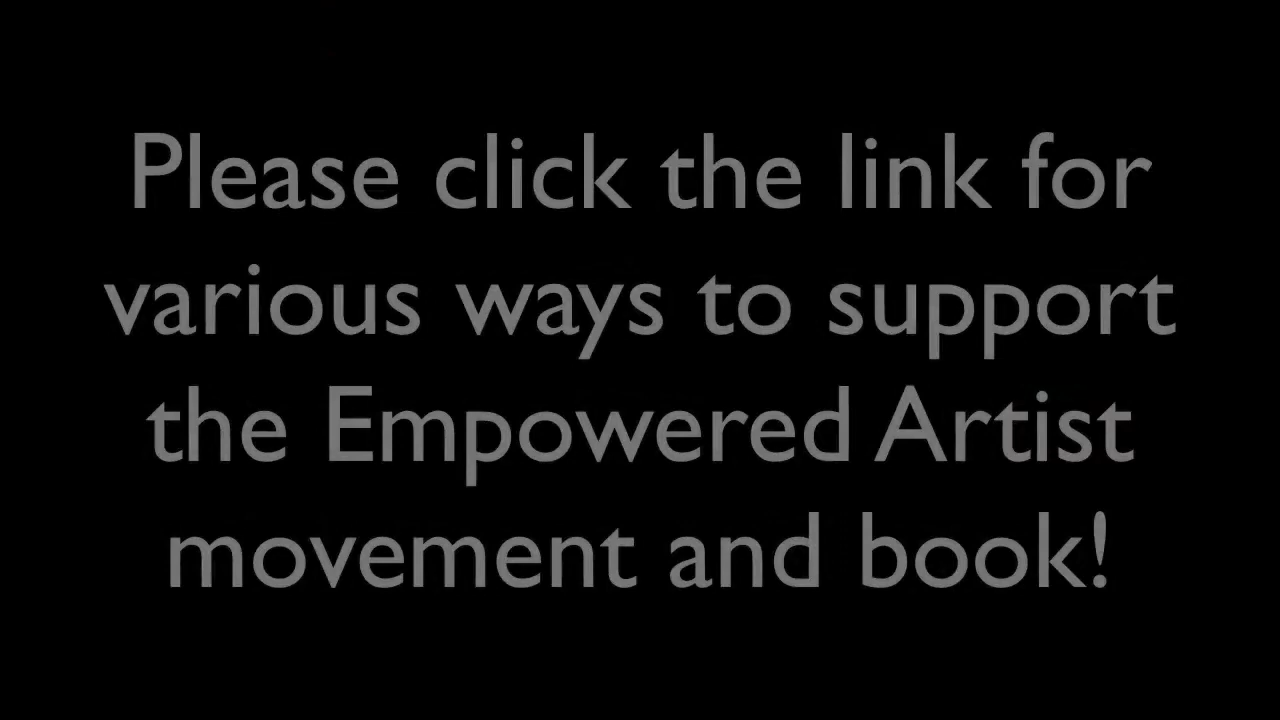 Please click the link for
various ways to support
the Empowered Artist
movement and book!